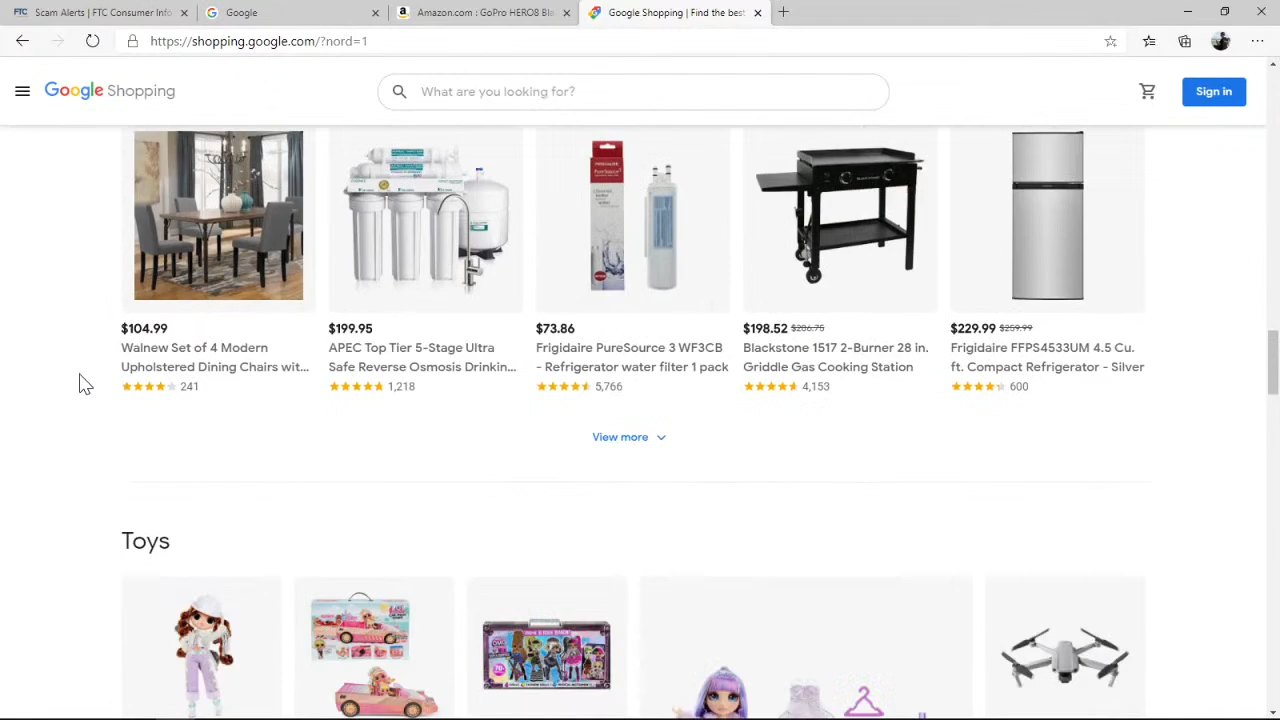 FTC Scam Alerts | FTC Consumer Info
Google
Amazon.com : GoPro HERO8 Bla
Google Shopping | Find the best
https://shopping.google.com/?nord=1
Google Shopping
What are you looking for?
Sign in
$104.99
Walnew Set of 4 Modern
Upholstered Dining Chairs wit...
241
$199.95
APEC Top Tier 5-Stage Ultra
Safe Reverse Osmosis Drinkin...
1,218
$73.86
Frigidaire PureSource 3 WF3CB
- Refrigerator water filter 1 pack
5,766
$198.52 $206.75
Blackstone 1517 2-Burner 28 in.
Griddle Gas Cooking Station
4,153
$229.99 $259.99
Frigidaire FFPS4533UM 4.5 Cu.
ft. Compact Refrigerator - Silver
600
View more
Toys